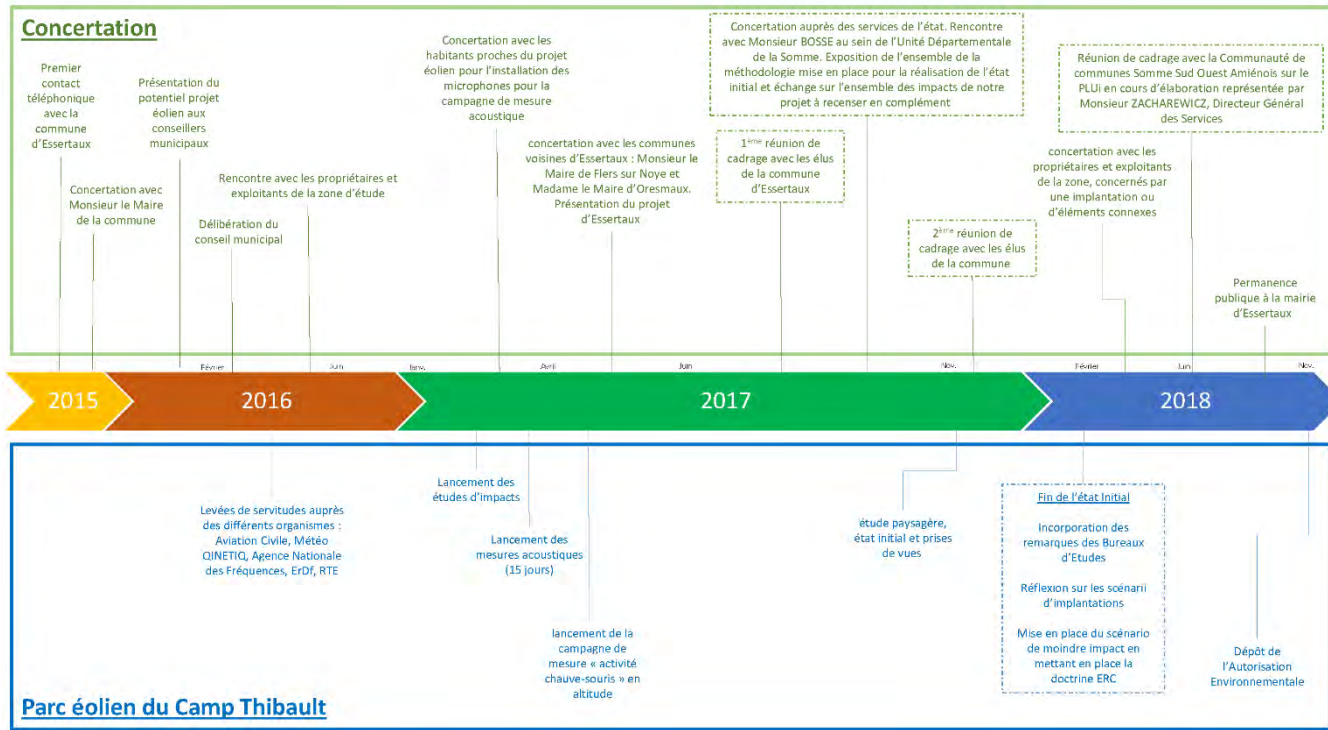 Concertation
Premier
contact
téléphonique
avec la
commune
d'Essertaux
Concertation avec
Monsieur le Maire
de la commune
Présentation du
potentiel projet
éolien aux
conseillers
municipaux
Délibération du
conseil municipal
Rencontre avec les propriétaires et
exploitants de la zone d'étude
Concertation avec les
habitants proches du projet
éolien pour l'installation des
microphones pour la
campagne de mesure
acoustique
concertation avec les communes
voisines d'Essertaux : Monsieur le
Maire de Flers sur Noye et
Madame le Maire d'Oresmaux.
Présentation du projet
d'Essertaux
Concertation auprès des services de l'état. Rencontre
avec Monsieur BOSSE au sein de l'Unité Départementale
de la Somme. Exposition de l'ensemble de la
méthodologie mise en place pour la réalisation de l'état
initial et échange sur l'ensemble des impacts de notre
projet à recenser en complément
1ème réunion de
cadrage avec les élus
de la commune
d'Essertaux
2ème réunion de
cadrage avec les élus
de la commune
concertation avec les
propriétaires et exploitants
de la zone, concernés par
une implantation ou
d'éléments connexes
Réunion de cadrage avec la Communauté de
communes Somme Sud Ouest Amiénois sur le
PLUi en cours d'élaboration représentée par
Monsieur ZACHAREWICZ, Directeur Général
des Services
Permanence
publique à la mairie
d'Essertaux
Février
Juin
Janv.
Avril
Juin
Nov.
Février
Juin
Nov.
2015
2016
2017
2018
Levées de servitudes auprès
des différents organismes :
Aviation Civile, Météo
QINETIQ, Agence Nationale
des Fréquences, ErDf, RTE
Lancement des
études d'impacts
Lancement des
mesures acoustiques
(15 jours)
lancement de la
campagne de
mesure « activité
chauve-souris » en
altitude
étude paysagère,
état initial et prises
de vues
Fin de l'état Initial
Incorporation des
remarques des Bureaux
d'Etudes
Réflexion sur les scénarii
d'implantations
Mise en place du scénario
de moindre impact en
mettant en place la
doctrine ERC
Dépôt de
l'Autorisation
Environnementale
Parc éolien du Camp Thibault